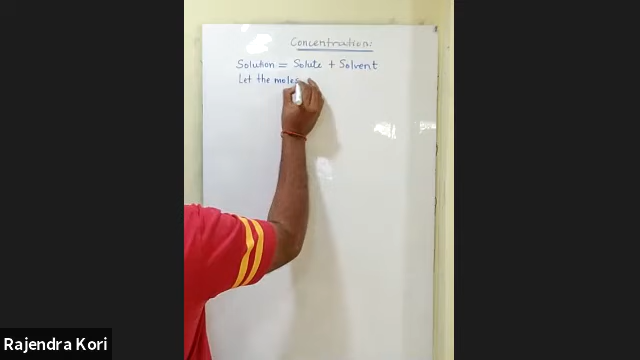 Concentration:
Solution = Solute + Solvent
Let the moles
Rajendra Kori